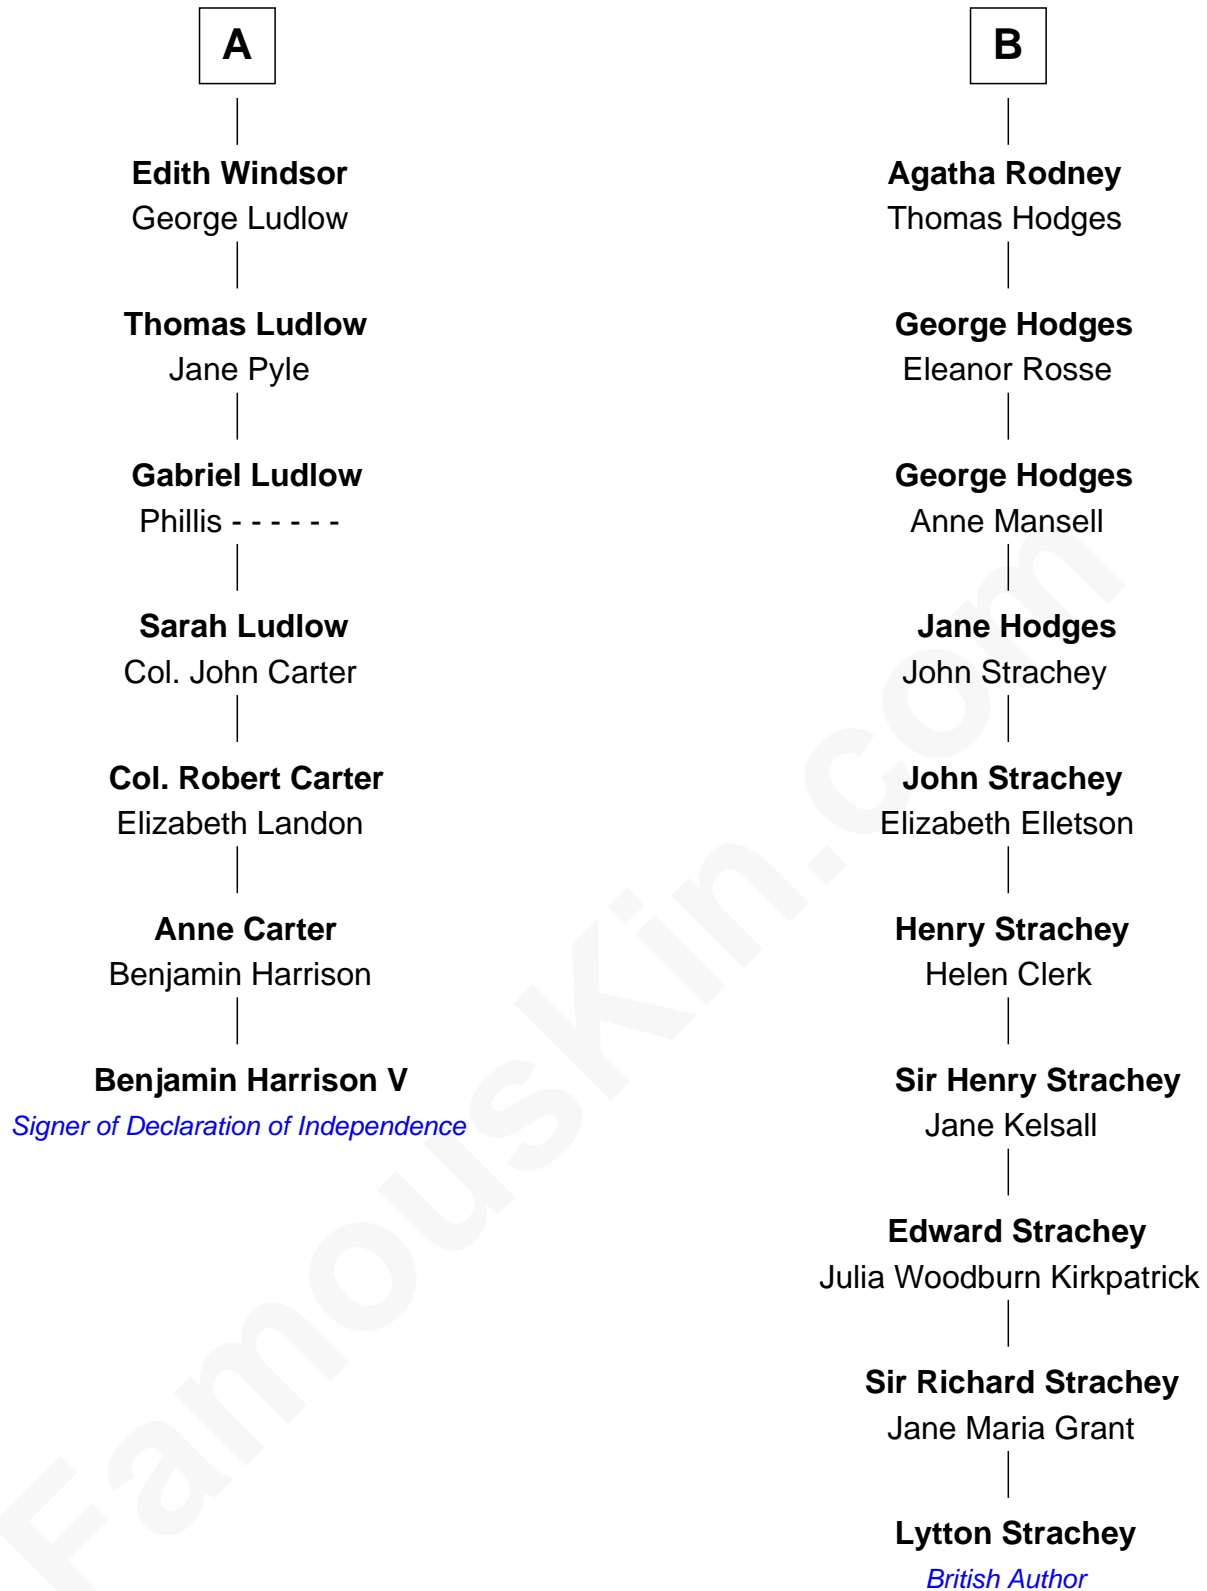 A
Edith Windsor
George Ludlow
Thomas Ludlow
Jane Pyle
Gabriel Ludlow
Phillis - - - - - -
Sarah Ludlow
Col. John Carter
Col. Robert Carter
Elizabeth Landon
Anne Carter
Benjamin Harrison
Benjamin Harrison V
Signer of Declaration of Independence
B
Agatha Rodney
Thomas Hodges
George Hodges
Eleanor Rosse
George Hodges
Anne Mansell
Jane Hodges
John Strachey
John Strachey
Elizabeth Elletson
Henry Strachey
Helen Clerk
Sir Henry Strachey
Jane Kelsall
Edward Strachey
Julia Woodburn Kirkpatrick
Sir Richard Strachey
Jane Maria Grant
Lytton Strachey
British Author
FamousKin.com